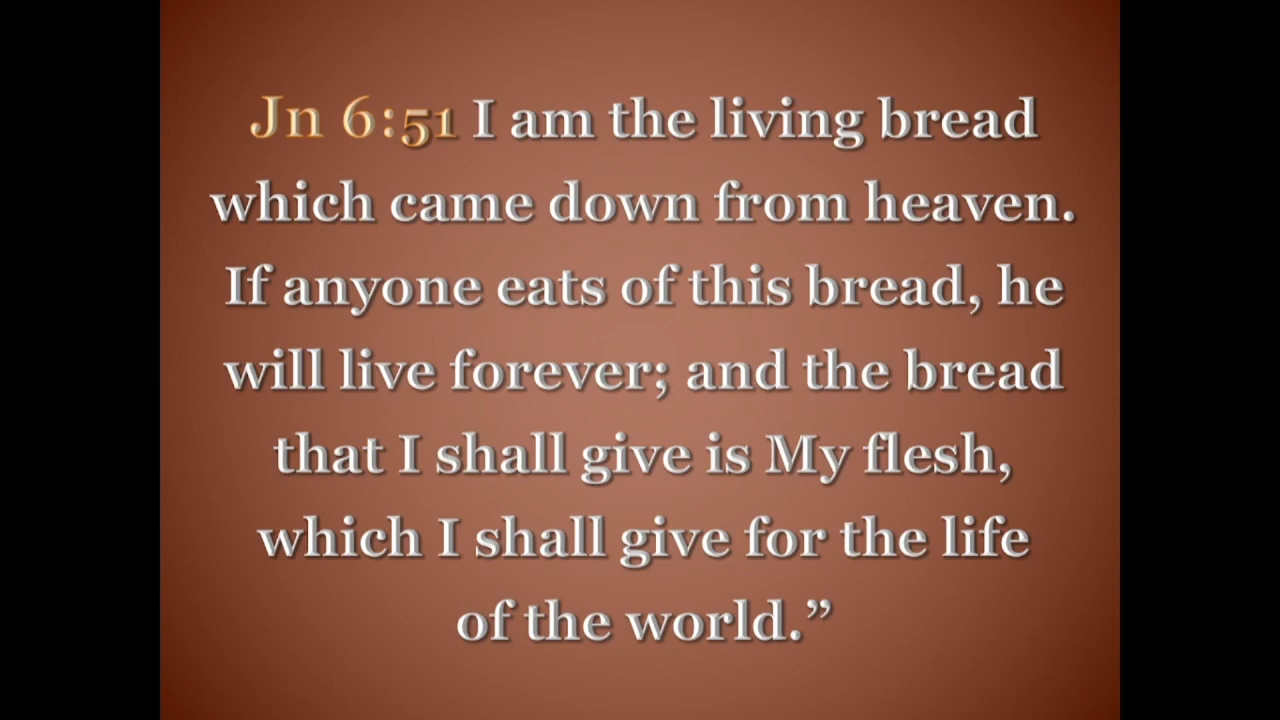 Jn 6:51 I am the living bread
which came down from heaven.
If anyone eats of this bread, he
will live forever; and the bread
that I shall give is My flesh,
which I shall give for the life
of the world.”